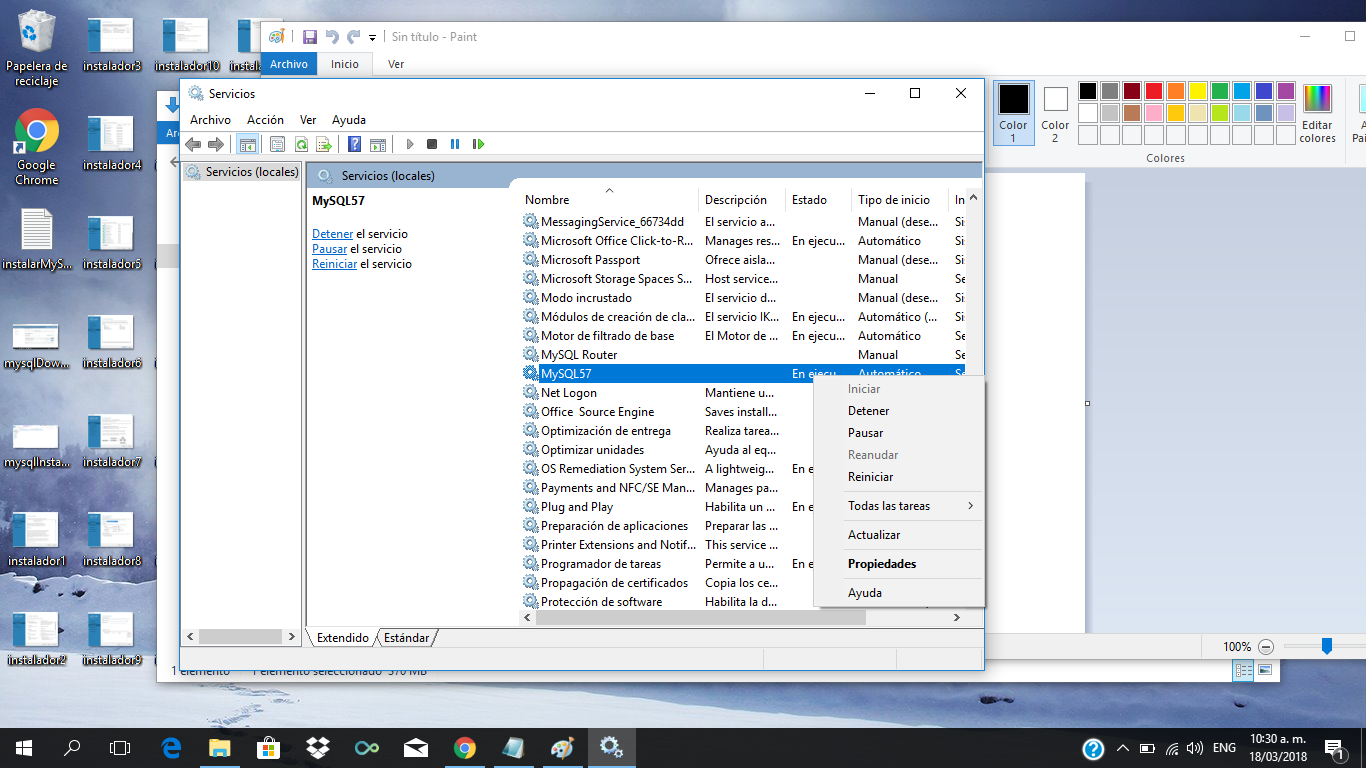 Papelera de
reciclaje
instalador3
instalador10
instala
Google
Chrome
instalador4
instalarMyS...
instalador5
mysqlDow...
instalador6
mysqlInsta...
instalador7
instalador1
instalador8
instalador2
instalador9
Sin título - Paint
Archivo
Inicio
Ver
Color
1
Color
2
Editar
colores
Colores
Servicios
Archivo
Acción
Ver
Ayuda
Servicios (locales)
Servicios (locales)
MySQL57
Detener el servicio
Pausar el servicio
Reiniciar el servicio
Nombre Descripción Estado Tipo de inicio In
MessagingService_66734dd El servicio a... Manual (dese... Si
Microsoft Office Click-to-R... Manages res... En ejecu... Automático Si
Microsoft Passport Ofrece aisla... Manual (dese... Si
Microsoft Storage Spaces S... Host service... Manual Se
Modo incrustado El servicio d... Manual (dese... Si
Módulos de creación de cla... El servicio IK... En ejecu... Automático (... Si
Motor de filtrado de base El Motor de ... En ejecu... Automático Se
MySQL Router Manual Se
MySQL57 En ejecu... Automático Se
Net Logon Mantiene u...
Office Source Engine Saves install...
Optimización de entrega Realiza tarea...
Optimizar unidades Ayuda al eq...
OS Remediation System Ser... A lightweig... En e
Payments and NFC/SE Man... Manages pa...
Plug and Play Habilita un ... En e
Preparación de aplicaciones Preparar las ...
Printer Extensions and Notif... This service ...
Programador de tareas Permite a u... En e
Propagación de certificados Copia los ce...
Protección de software Habilita la d...
Iniciar
Detener
Pausar
Reanudar
Reiniciar
Todas las tareas
Actualizar
Propiedades
Ayuda
Extendido
Estándar
100%
1 elemento
1 elemento seleccionado 370 MB
ENG
10:30 a. m.
18/03/2018
1